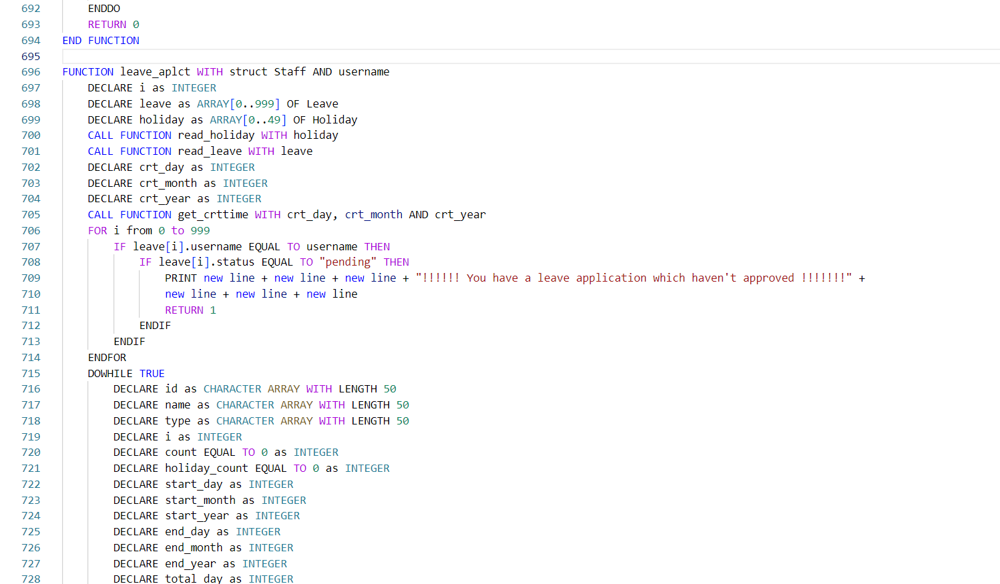 692 ENDDO
693 RETURN 0
694 END FUNCTION
695
696 FUNCTION leave_aplct WITH struct Staff AND username
697 DECLARE i as INTEGER
698 DECLARE leave as ARRAY[0..999] OF Leave
699 DECLARE holiday as ARRAY[0..49] OF Holiday
700 CALL FUNCTION read_holiday WITH holiday
701 CALL FUNCTION read_leave WITH leave
702 DECLARE crt_day as INTEGER
703 DECLARE crt_month as INTEGER
704 DECLARE crt_year as INTEGER
705 CALL FUNCTION get_crttime WITH crt_day, crt_month AND crt_year
706 FOR i from 0 to 999
707 IF leave[i].username EQUAL TO username THEN
708 IF leave[i].status EQUAL TO "pending" THEN
709 PRINT new line + new line + new line + "!!!!!! You have a leave application which haven't approved !!!!!!!" +
710 new line + new line + new line
711 RETURN 1
712 ENDIF
713 ENDIF
714 ENDFOR
715 DOWHILE TRUE
716 DECLARE id as CHARACTER ARRAY WITH LENGTH 50
717 DECLARE name as CHARACTER ARRAY WITH LENGTH 50
718 DECLARE type as CHARACTER ARRAY WITH LENGTH 50
719 DECLARE i as INTEGER
720 DECLARE count EQUAL TO 0 as INTEGER
721 DECLARE holiday_count EQUAL TO 0 as INTEGER
722 DECLARE start_day as INTEGER
723 DECLARE start_month as INTEGER
724 DECLARE start_year as INTEGER
725 DECLARE end_day as INTEGER
726 DECLARE end_month as INTEGER
727 DECLARE end_year as INTEGER
728 DECLARE total_day as INTEGER